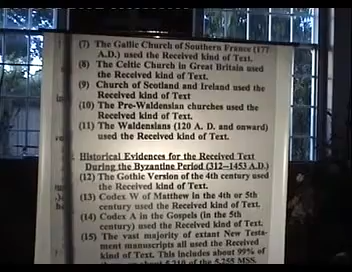 (7) The Gallic Church of Southern France (177
A.D.) used the Received kind of Text.
(8) The Celtic Church in Great Britain used
the Received kind of Text.
(9) Church of Scotland and Ireland used the
Received kind of Text
(10) The Pre-Waldensian churches used the
Received kind of Text.
(11) The Waldensians (120 A. D. and onward)
used the Received kind of Text.
Historical Evidences for the Received Text
During the Byzantine Period (312–1453 A.D.)
(12) The Gothic Version of the 4th century used
the Received kind of Text.
(13) Codex W of Matthew in the 4th or 5th
century used the Received kind of Text.
(14) Codex A in the Gospels (in the 5th
century) used the Received kind of Text.
(15) The vast majority of extant New Testa-
ment manuscripts all used the Received
kind of Text. This includes about 99% of
5,210 of the 5,255 MSS.